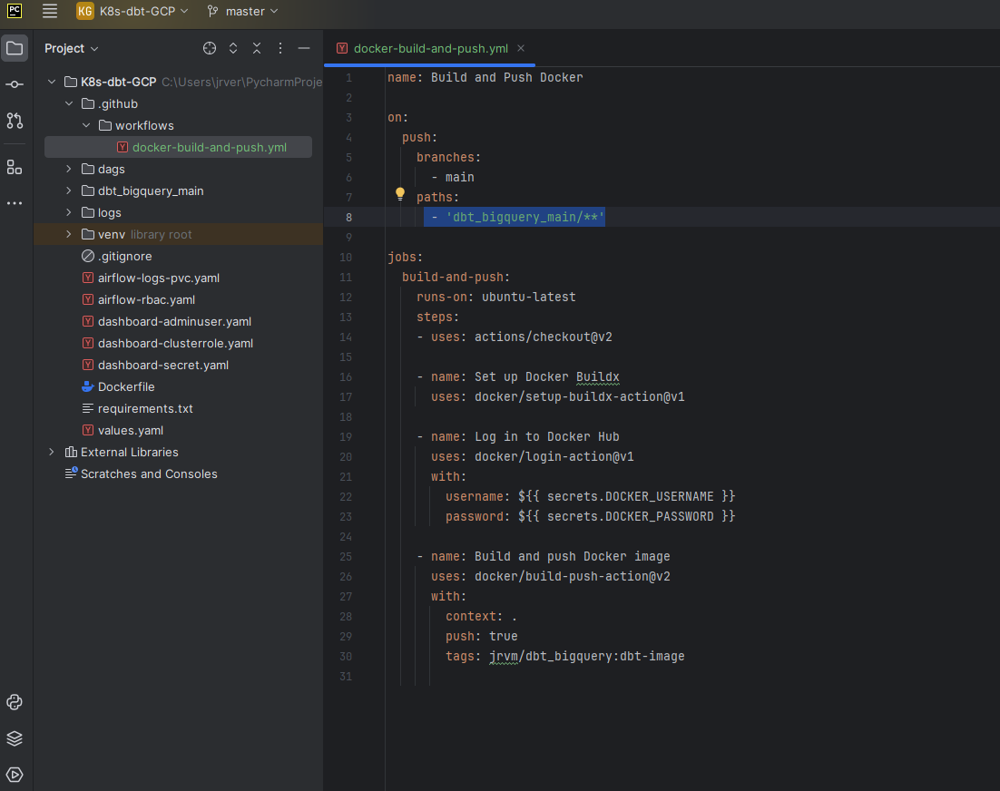 PC KG K8s-dbt-GCP master
Project
docker-build-and-push.yml
K8s-dbt-GCP C:\Users\jrver\PycharmProje
.github
workflows
docker-build-and-push.yml
dags
dbt_bigquery_main
logs
venv library root
.gitignore
airflow-logs-pvc.yaml
airflow-rbac.yaml
dashboard-adminuser.yaml
dashboard-clusterrole.yaml
dashboard-secret.yaml
Dockerfile
requirements.txt
values.yaml
External Libraries
Scratches and Consoles
1 name: Build and Push Docker
2
3 on:
4 push:
5 branches:
6 - main
7 paths:
8 - 'dbt_bigquery_main/**'
9
10 jobs:
11 build-and-push:
12 runs-on: ubuntu-latest
13 steps:
14 - uses: actions/checkout@v2
15
16 - name: Set up Docker Buildx
17 uses: docker/setup-buildx-action@v1
18
19 - name: Log in to Docker Hub
20 uses: docker/login-action@v1
21 with:
22 username: ${{ secrets.DOCKER_USERNAME }}
23 password: ${{ secrets.DOCKER_PASSWORD }}
24
25 - name: Build and push Docker image
26 uses: docker/build-push-action@v2
27 with:
28 context: .
29 push: true
30 tags: jrvm/dbt_bigquery:dbt-image
31